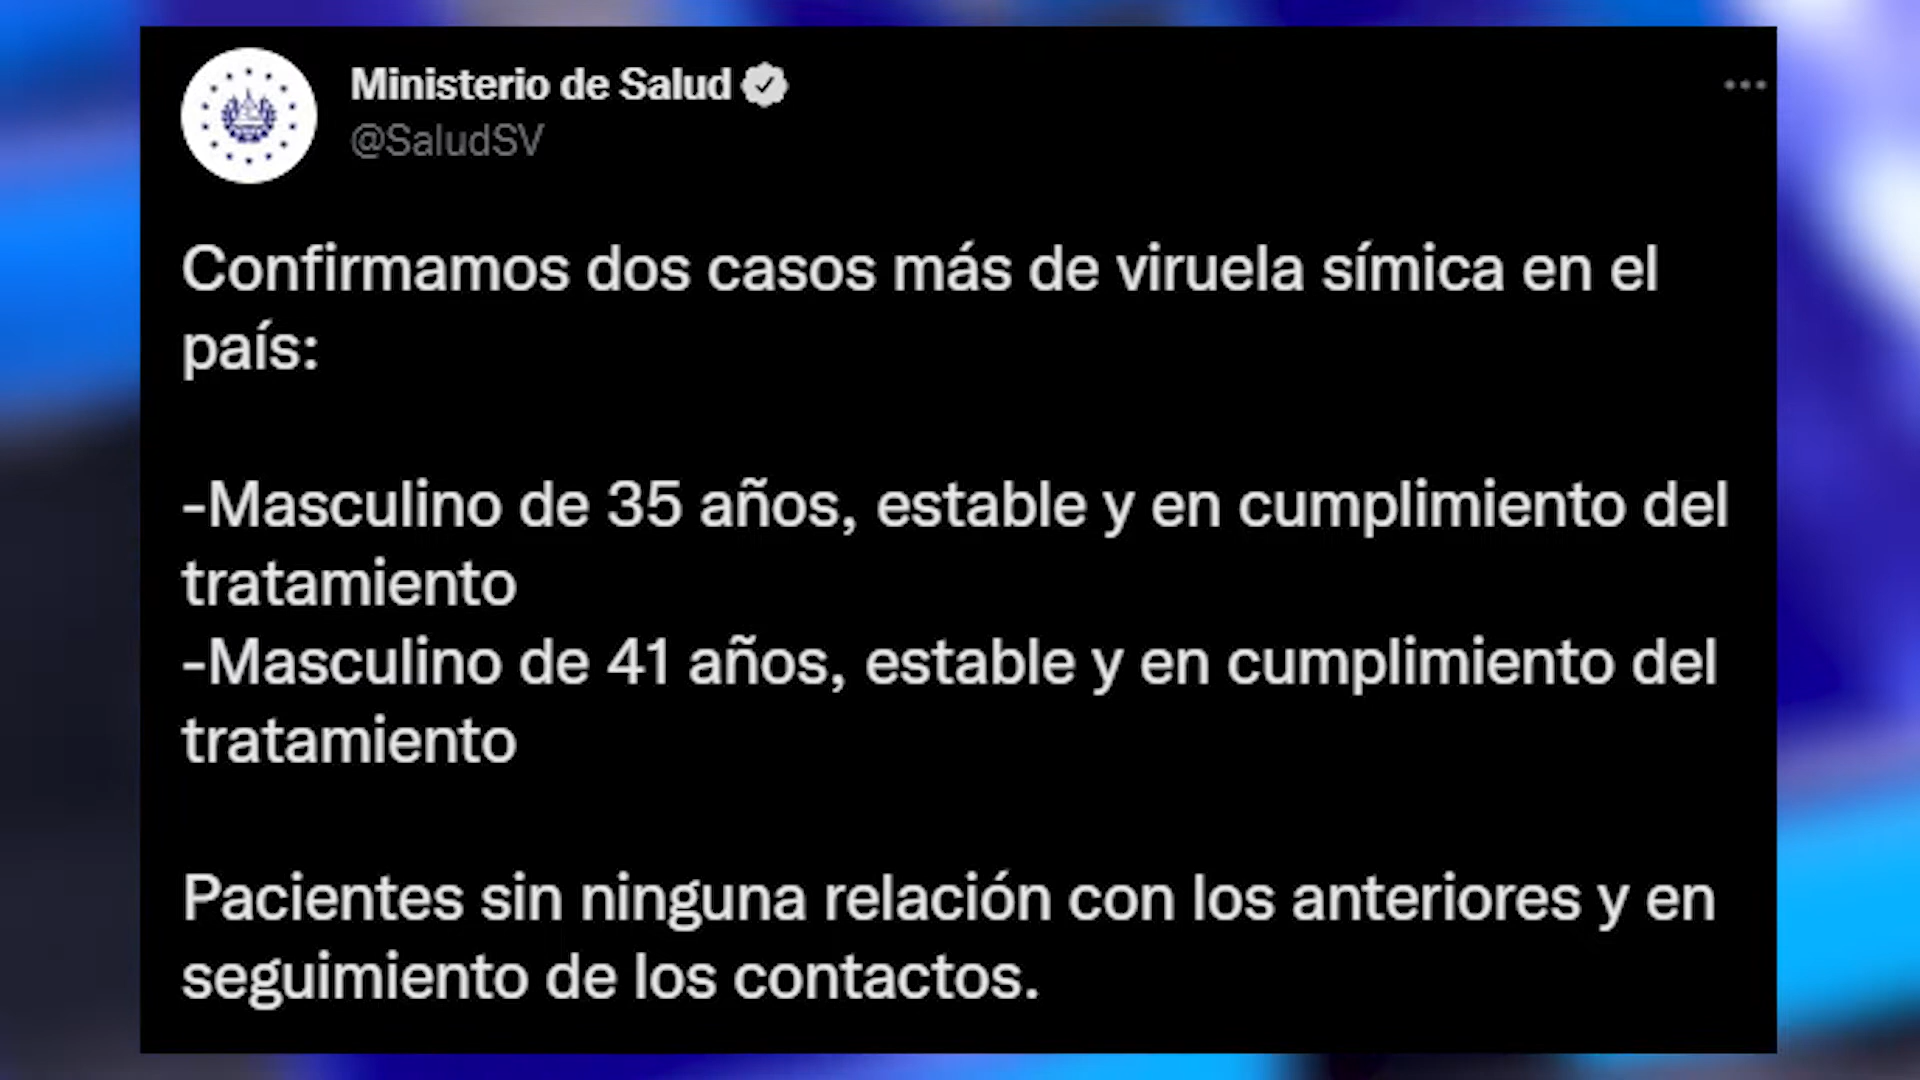 Ministerio de Salud
@SaludSV
Confirmamos dos casos más de viruela símica en el
país:
-Masculino de 35 años, estable y en cumplimiento del
tratamiento
-Masculino de 41 años, estable y en cumplimiento del
tratamiento
Pacientes sin ninguna relación con los anteriores y en
seguimiento de los contactos.